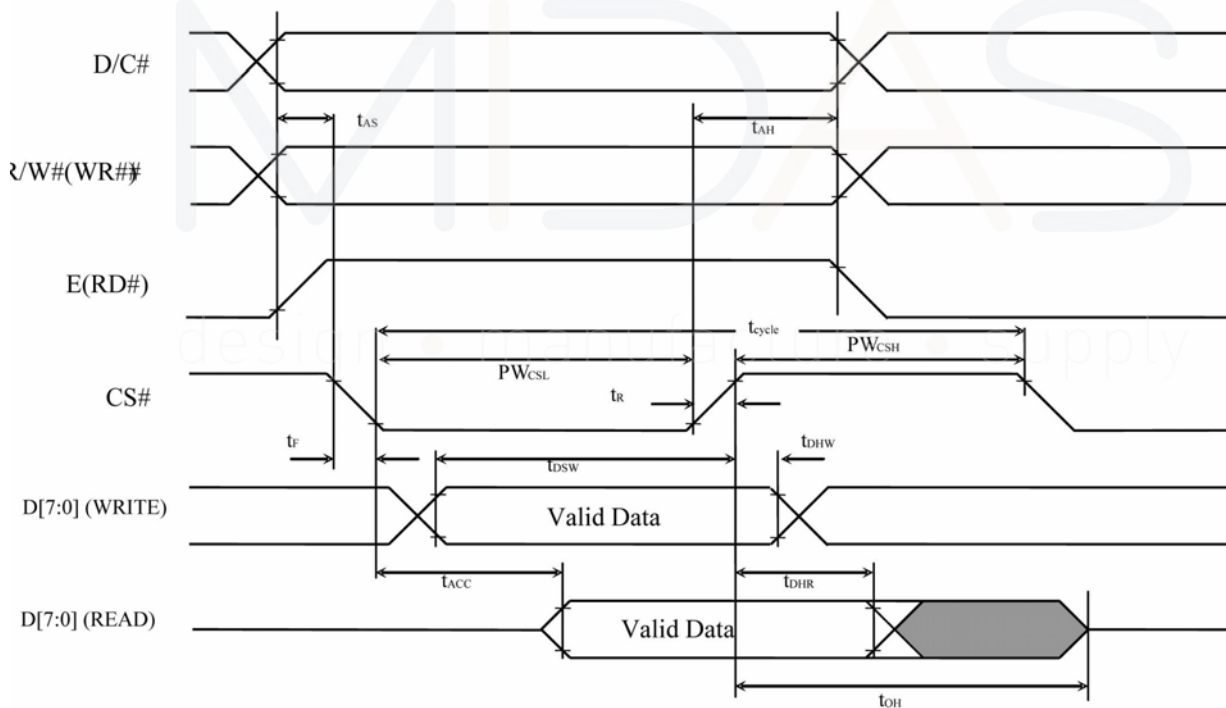 MIDAS
D/C#
tAS
tAH
R/W#(WR##)
E(RD#)
tcycle
design • manufacture • supply
PWCSH
PWCSL
CS#
tR
tF
tDHW
tDSW
D[7:0] (WRITE)
Valid Data
tACC
tDHR
D[7:0] (READ)
Valid Data
tOH